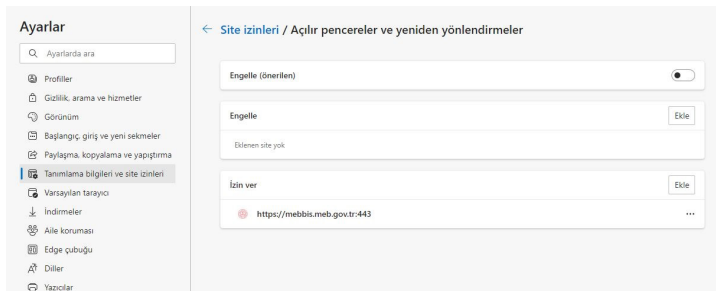 Ayarlar
Ayarlarda ara
Profiller
Gizlilik, arama ve hizmetler
Görünüm
Başlangıç, giriş ve yeni sekmeler
Paylaşma, kopyalama ve yapıştırma
Tanımlama bilgileri ve site izinleri
Varsayılan tarayıcı
İndirmeler
Aile koruması
Edge çubuğu
Diller
Yazıcılar
Site izinleri / Açılır pencereler ve yeniden yönlendirmeler
Engelle (önerilen)
Engelle
Ekle
Eklenen site yok
İzin ver
Ekle
https://mebbis.meb.gov.tr:443